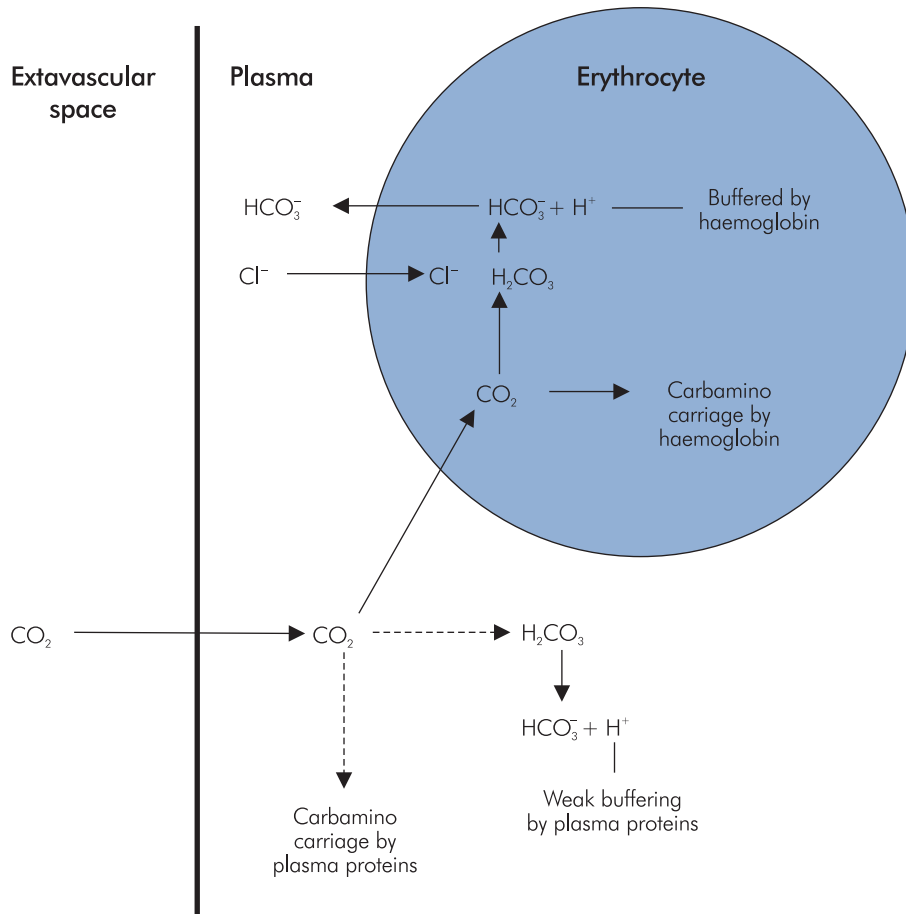 Extavascular
space
Plasma
Erythrocyte
HCO₃⁻
HCO₃⁻ + H⁺
Buffered by
haemoglobin
Cl⁻
Cl⁻
H₂CO₃
CO₂
Carbamino
carriage by
haemoglobin
CO₂
CO₂
H₂CO₃
HCO₃⁻ + H⁺
Weak buffering
by plasma proteins
Carbamino
carriage by
plasma proteins